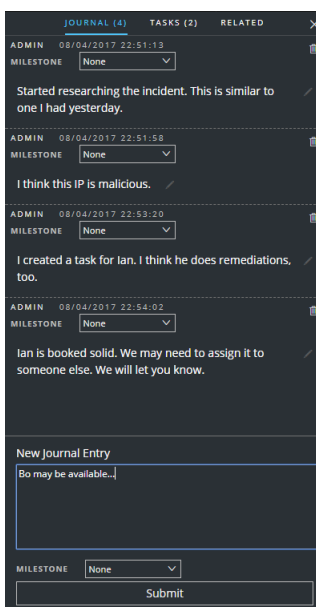 JOURNAL (4) TASKS (2) RELATED
ADMIN 08/04/2017 22:51:13
MILESTONE None
Started researching the incident. This is similar to
one I had yesterday.
ADMIN 08/04/2017 22:51:58
MILESTONE None
I think this IP is malicious.
ADMIN 08/04/2017 22:53:20
MILESTONE None
I created a task for Ian. I think he does remediations,
too.
ADMIN 08/04/2017 22:54:02
MILESTONE None
Ian is booked solid. We may need to assign it to
someone else. We will let you know.
New Journal Entry
Bo may be available...
MILESTONE None
Submit